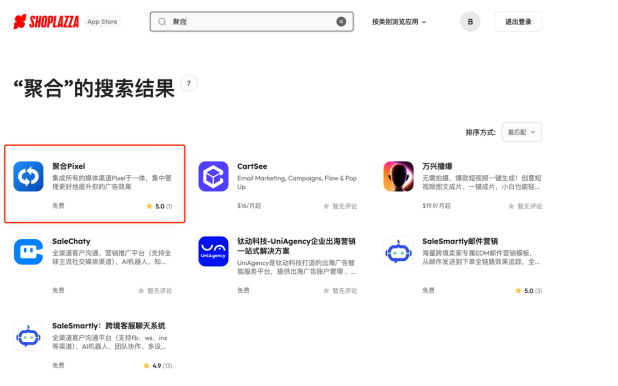 SHOPLAZZA App Store 聚合 按类别浏览应用 B 退出登录
“聚合”的搜索结果 7
排序方式: 最匹配
聚合Pixel
集成所有的媒体渠道Pixel于一体，集中管
理更好地提升你的广告效果
免费 5.0 (1)
CartSee
Email Marketing, Campaigns, Flow & Pop
Up
$16/月起 暂无评论
万兴播爆
无需拍摄，爆款短视频一键生成！创意短
视频图文成片、一键成片，小白也能轻...
$19.9/月起 暂无评论
SaleChaty
全渠道客户沟通、营销推广平台（支持全
球主流社交媒体渠道）、AI机器人、知...
免费 暂无评论
钛动科技-UniAgency企业出海营销
一站式解决方案
UniAgency
UniAgency是钛动科技打造的出海广告智
能服务平台，提供出海广告账户管理 ，...
免费 暂无评论
SaleSmartly邮件营销
海量跨境卖家专属EDM邮件营销模板，
从邮件发送到下单全链路效果追踪，全...
免费 5.0 (3)
SaleSmartly：跨境客服聊天系统
全渠道客户沟通平台（支持fb、ws、ins
等渠道）、AI机器人、团队协作、多设...
免费 4.9 (13)